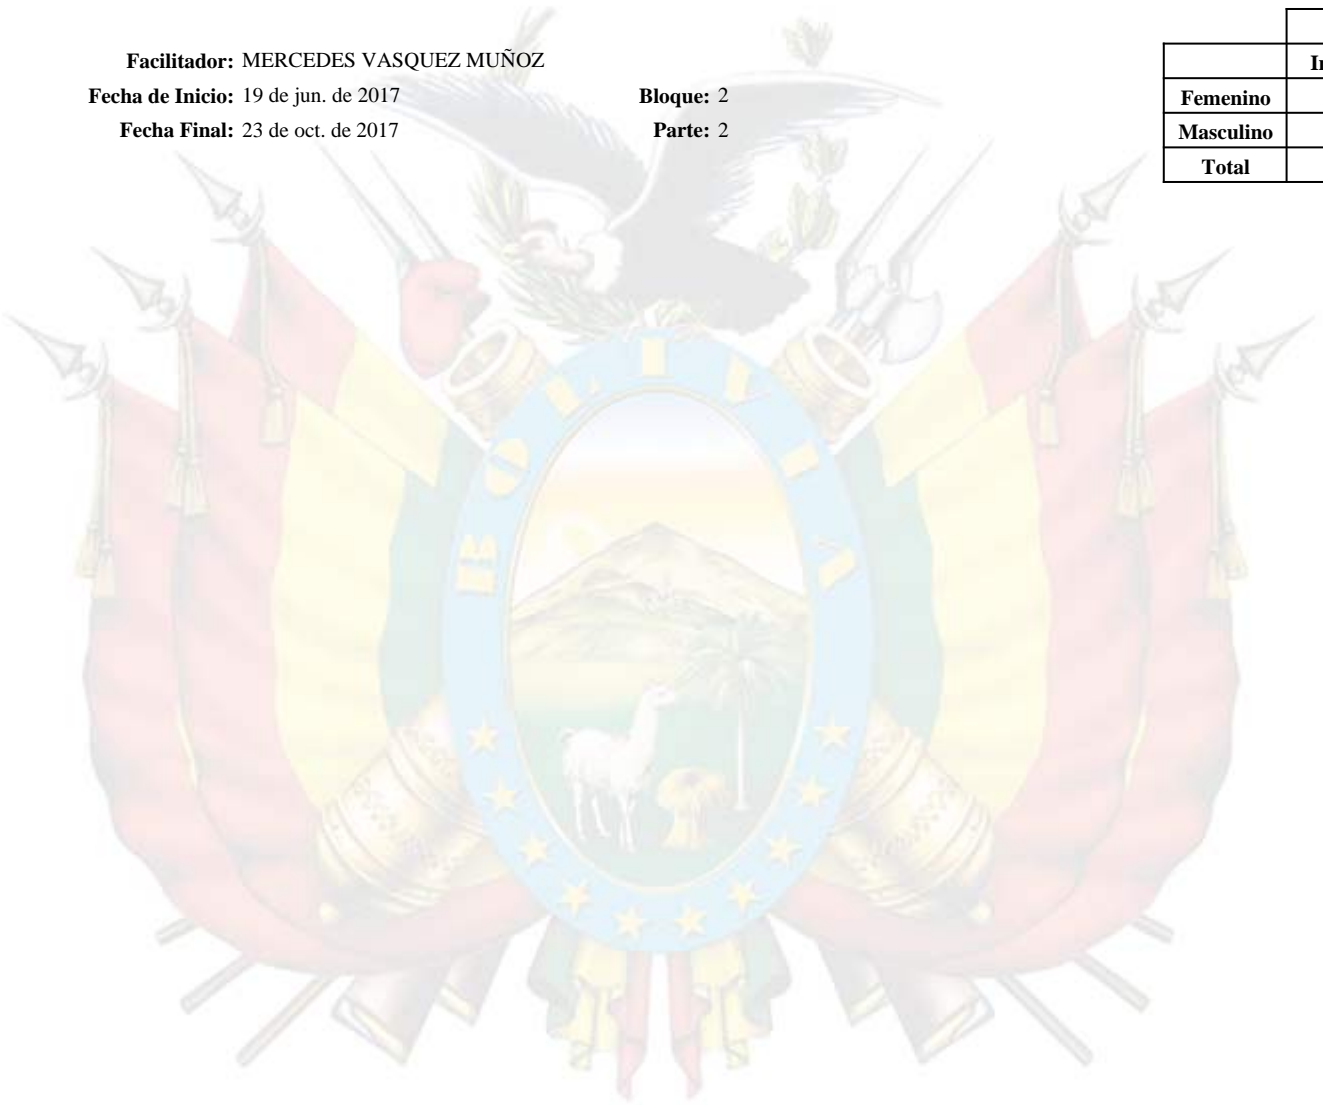 Facilitador: MERCEDES VASQUEZ MUÑOZ
Fecha de Inicio: 19 de jun. de 2017 Bloque: 2
Fecha Final: 23 de oct. de 2017 Parte: 2
Femenino
Masculino
Total
BOLIVIA